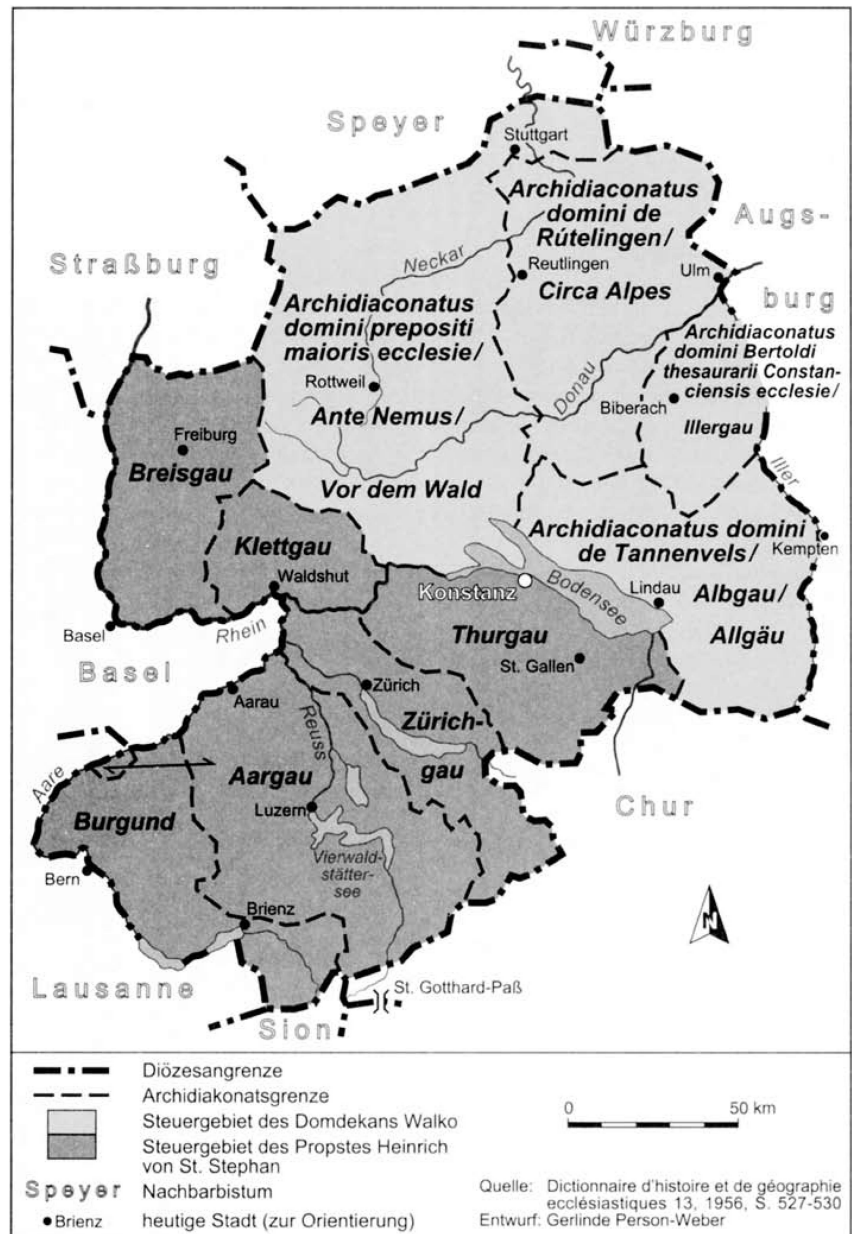 Würzburg
Speyer
Stuttgart
Archidiaconatus
domini de
Rútelingen/
Augs-
Straßburg
Neckar
Reutlingen
Ulm
Circa Alpes
burg
Archidiaconatus
domini prepositi
maioris ecclesie/
Archidiaconatus
domini Bertoldi
thesaurarii Constan-
ciensis ecclesie/
Rottweil
Donau
Biberach
Ante Nemus/
Illergau
Freiburg
Iller
Breisgau
Vor dem Wald
Klettgau
Archidiaconatus domini
de Tannenvels/
Kempten
Waldshut
Konstanz
Bodensee
Lindau
Albgau/
Allgäu
Basel
Rhein
Thurgau
St. Gallen
Basel
Zürich
Aarau
Reuss
Zürich-
gau
Aare
Aargau
Chur
Burgund
Luzern
Bern
Vierwald-
stätter-
see
N
Brienz
Lausanne
St. Gotthard-Paß
Sion
Diözesangrenze
Archidiakonatsgrenze
Steuergebiet des Domdekans Walko
0 50 km
Steuergebiet des Propstes Heinrich
von St. Stephan
Speyer Nachbarbistum
Brienz heutige Stadt (zur Orientierung)
Quelle: Dictionnaire d'histoire et de géographie
ecclésiastiques 13, 1956, S. 527-530
Entwurf: Gerlinde Person-Weber